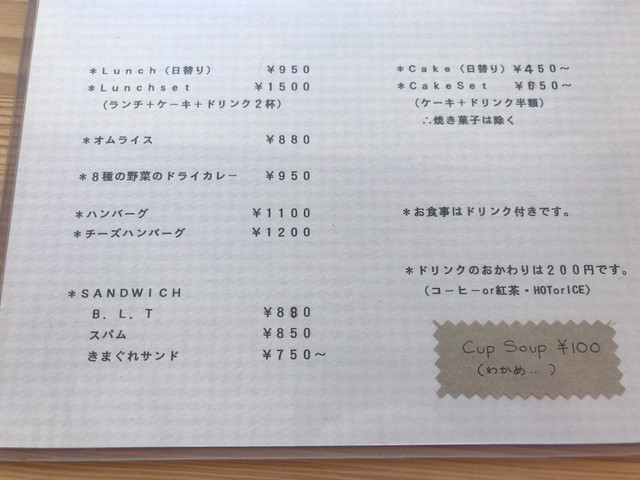 ＊Ｌｕｎｃｈ（日替り） ￥９５０
＊Ｌｕｎｃｈｓｅｔ ￥１５００
（ランチ＋ケーキ＋ドリンク２杯）
＊オムライス ￥８８０
＊８種の野菜のドライカレー ￥９５０
＊ハンバーグ ￥１１００
＊チーズハンバーグ ￥１２００
＊ＳＡＮＤＷＩＣＨ
Ｂ．Ｌ．Ｔ ￥８８０
スパム ￥８５０
きまぐれサンド ￥７５０～
＊Ｃａｋｅ（日替り）￥４５０～
＊ＣａｋｅＳｅｔ ￥６５０～
（ケーキ＋ドリンク半額）
∴焼き菓子は除く
＊お食事はドリンク付きです。
＊ドリンクのおかわりは２００円です。
（コーヒーor紅茶・HOTorICE）
Cup Soup ¥100
（わかめ…）